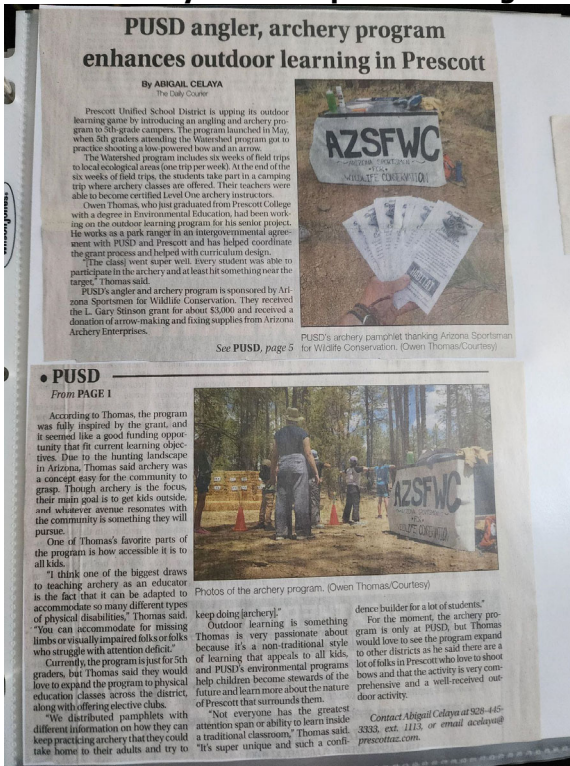 PUSD angler, archery program
enhances outdoor learning in Prescott
By ABIGAIL CELAYA
The Daily Courier
Prescott Unified School District is upping its outdoor
learning game by introducing an angling and archery pro-
gram to 5th-grade campers. The program launched in May,
when 5th graders attending the Watershed program got to
practice shooting a low-powered bow and an arrow.
The Watershed program includes six weeks of field trips
to local ecological areas (one trip per week). At the end of the
six weeks of field trips, the students take part in a camping
trip where archery classes are offered. Their teachers were
able to become certified Level One archery instructors.
Owen Thomas, who just graduated from Prescott College
with a degree in Environmental Education, had been work-
ing on the outdoor learning program for his senior project.
He works as a park ranger in an intergovernmental agree-
ment with PUSD and Prescott and has helped coordinate
the grant process and helped with curriculum design.
"[The class] went super well. Every student was able to
participate in the archery and at least hit something near the
target," Thomas said.
PUSD's angler and archery program is sponsored by Ari-
zona Sportsmen for Wildlife Conservation. They received
the L. Gary Stinson grant for about $3,000 and received a
donation of arrow-making and fixing supplies from Arizona
Archery Enterprises.
See PUSD, page 5
AZSFWC
WILDLIFE CONSERVATION
PUSD's archery pamphlet thanking Arizona Sportsman
for Wildlife Conservation. (Owen Thomas/Courtesy)
• PUSD
From PAGE 1
According to Thomas, the program
was fully inspired by the grant, and
it seemed like a good funding oppor-
tunity that fit current learning objec-
tives. Due to the hunting landscape
in Arizona, Thomas said archery was
a concept easy for the community to
grasp. Though archery is the focus,
their main goal is to get kids outside,
and whatever avenue resonates with
the community is something they will
pursue.
One of Thomas's favorite parts of
the program is how accessible it is to
all kids.
"I think one of the biggest draws
to teaching archery as an educator
is the fact that it can be adapted to
accommodate so many different types
of physical disabilities," Thomas said.
"You can accommodate for missing
limbs or visually impaired folks or folks
who struggle with attention deficit."
Currently, the program is just for 5th
graders, but Thomas said they would
love to expand the program to physical
education classes across the district,
along with offering elective clubs.
"We distributed pamphlets with
different information on how they can
keep practicing archery that they could
take home to their adults and try to
AZSFWC
WILDLIFE CONSERVATION
Photos of the archery program. (Owen Thomas/Courtesy)
keep doing [archery]."
Outdoor learning is something
Thomas is very passionate about
because it's a non-traditional style
of learning that appeals to all kids,
and PUSD's environmental programs
help children become stewards of the
future and learn more about the nature
of Prescott that surrounds them.
"Not everyone has the greatest
attention span or ability to learn inside
a traditional classroom," Thomas said.
"It's super unique and such a confi-
dence builder for a lot of students."
For the moment, the archery pro-
gram is only at PUSD, but Thomas
would love to see the program expand
to other districts as he said there are a
lot of folks in Prescott who love to shoot
bows and that the activity is very com-
prehensive and a well-received out-
door activity.
Contact Abigail Celaya at 928-445-
3333, ext. 1113, or email acelaya@
prescottaz.com.